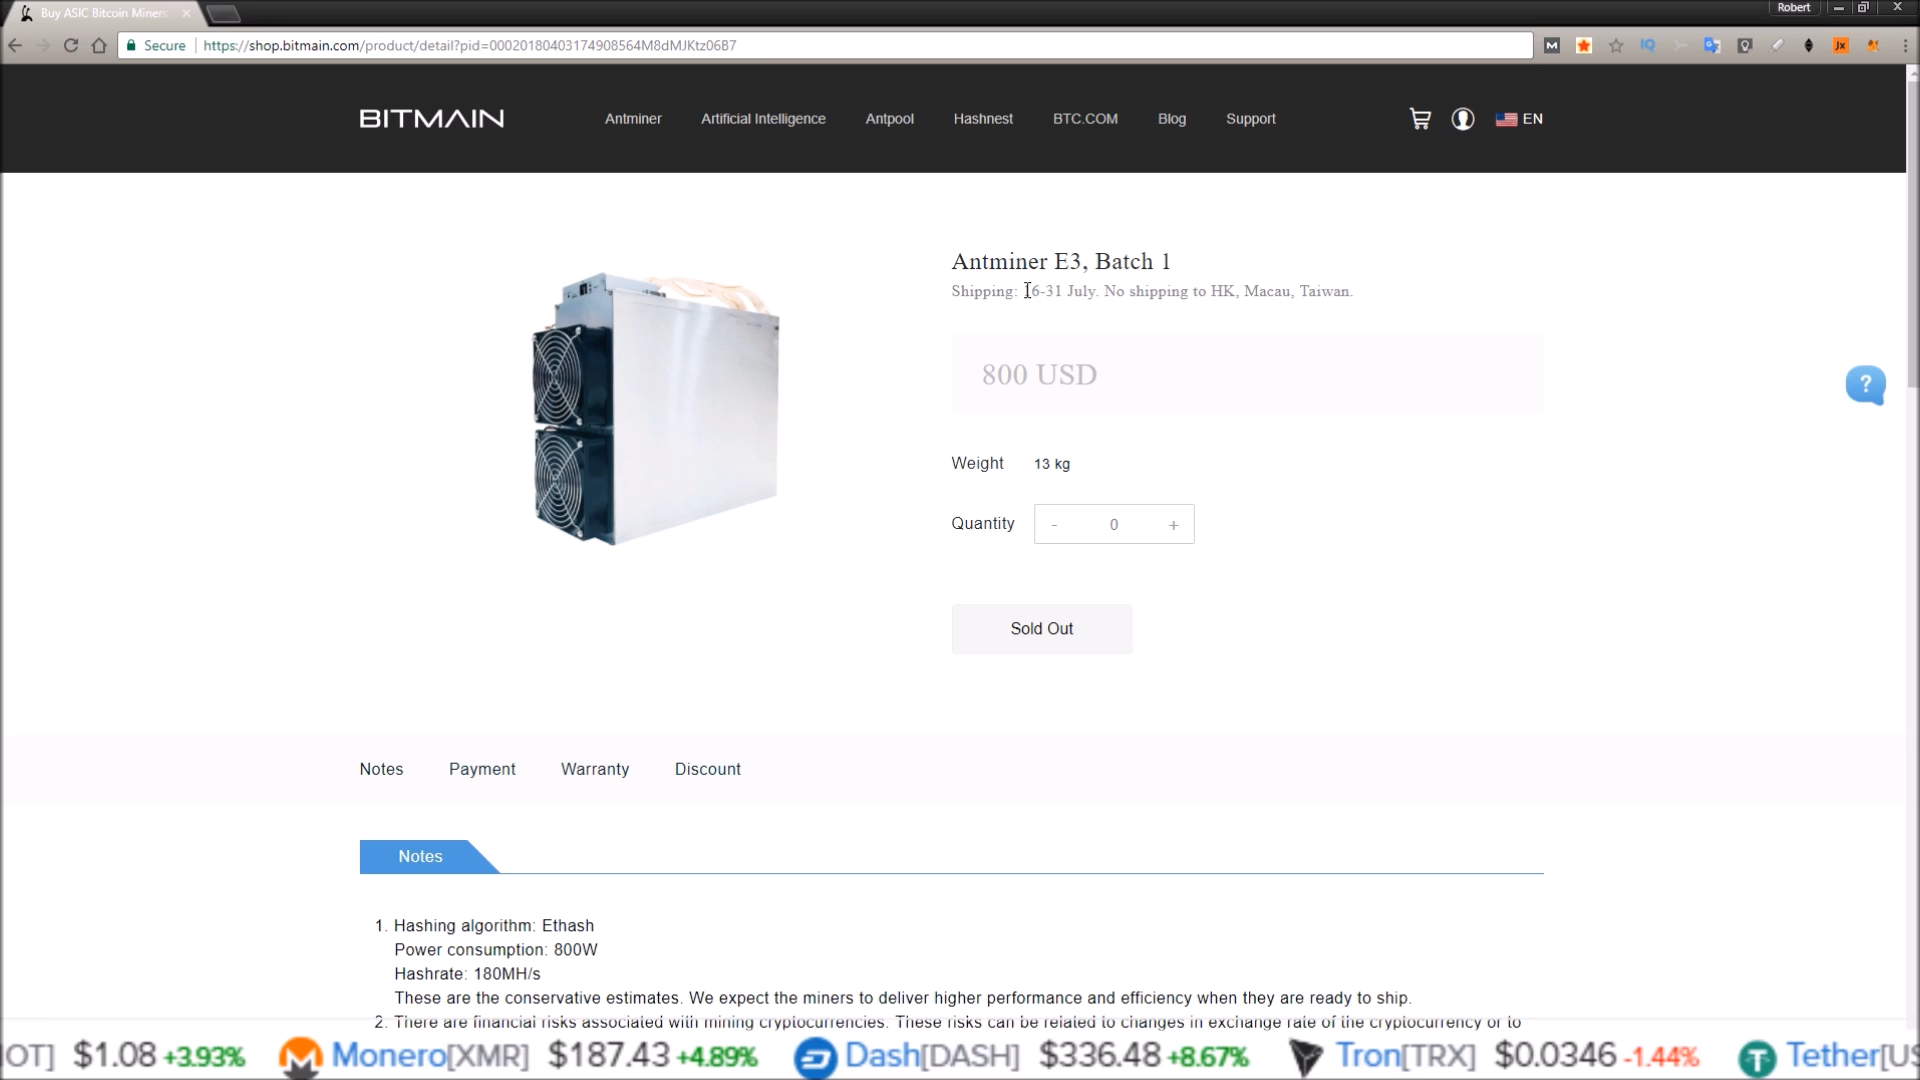 Buy ASIC Bitcoin Miners
Robert
Secure https://shop.bitmain.com/product/detail?pid=00020180403174908564M8dMJKtz06B7
BITMAIN Antminer Artificial Intelligence Antpool Hashnest BTC.COM Blog Support EN
Antminer E3, Batch 1
Shipping: 16-31 July. No shipping to HK, Macau, Taiwan.
800 USD
?
Weight 13 kg
Quantity - 0 +
Sold Out
Notes Payment Warranty Discount
Notes
1. Hashing algorithm: Ethash
Power consumption: 800W
Hashrate: 180MH/s
These are the conservative estimates. We expect the miners to deliver higher performance and efficiency when they are ready to ship.
2. There are financial risks associated with mining cryptocurrencies. These risks can be related to changes in exchange rate of the cryptocurrency or to
OT] $1.08 +3.93% Monero[XMR] $187.43 +4.89% Dash[DASH] $336.48 +8.67% Tron[TRX] $0.0346 -1.44% Tether[US